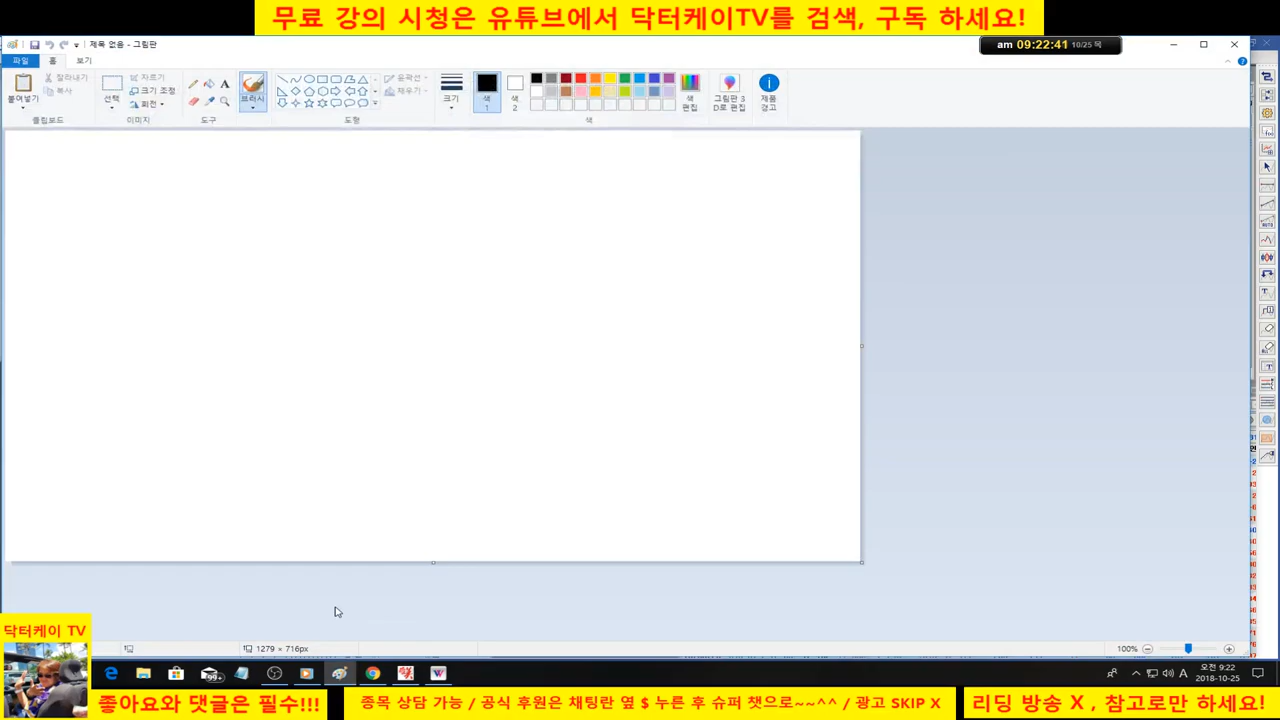 무료 강의 시청은 유튜브에서 닥터케이TV를 검색, 구독 하세요!
제목 없음 - 그림판
am 09:22:41 10/25 목
파일 홈 보기
붙여넣기
잘라내기
복사
클립보드
선택
자르기
크기 조정
회전
이미지
A
도구
브러시
윤곽선
채우기
도형
크기
색 1
색 2
색 편집
색
그림판 3D로 편집
제품 경고
닥터케이 TV
1279 × 716px
100%
99+
A
오전 9:22
2018-10-25
좋아요와 댓글은 필수!!!
종목 상담 가능 / 공식 후원은 채팅란 옆 $ 누른 후 슈퍼 챗으로~~^^ / 광고 SKIP X
리딩 방송 X , 참고로만 하세요!